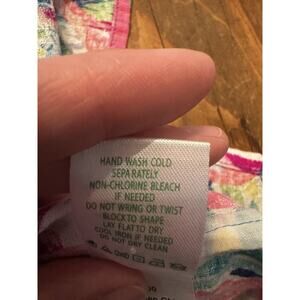 HAND WASH COLD
SEPARATELY
NON-CHLORINE BLEACH
IF NEEDED
DO NOT WRING OR TWIST
BLOCK TO SHAPE
LAY FLAT TO DRY
COOL IRON IF NEEDED
DO NOT DRY CLEAN